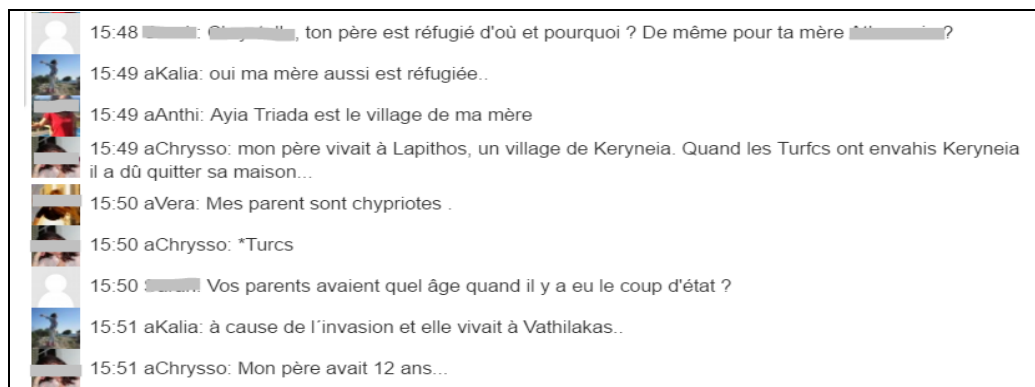 15:48 : , ton père est réfugié d'où et pourquoi ? De même pour ta mère ?
15:49 aKalia: oui ma mère aussi est réfugiée..
15:49 aAnthi: Ayia Triada est le village de ma mère
15:49 aChrysso: mon père vivait à Lapithos, un village de Keryneia. Quand les Turfcs ont envahis Keryneia
il a dû quitter sa maison...
15:50 aVera: Mes parent sont chypriotes .
15:50 aChrysso: *Turcs
15:50 Vos parents avaient quel âge quand il y a eu le coup d'état ?
15:51 aKalia: à cause de l´invasion et elle vivait à Vathilakas..
15:51 aChrysso: Mon père avait 12 ans...